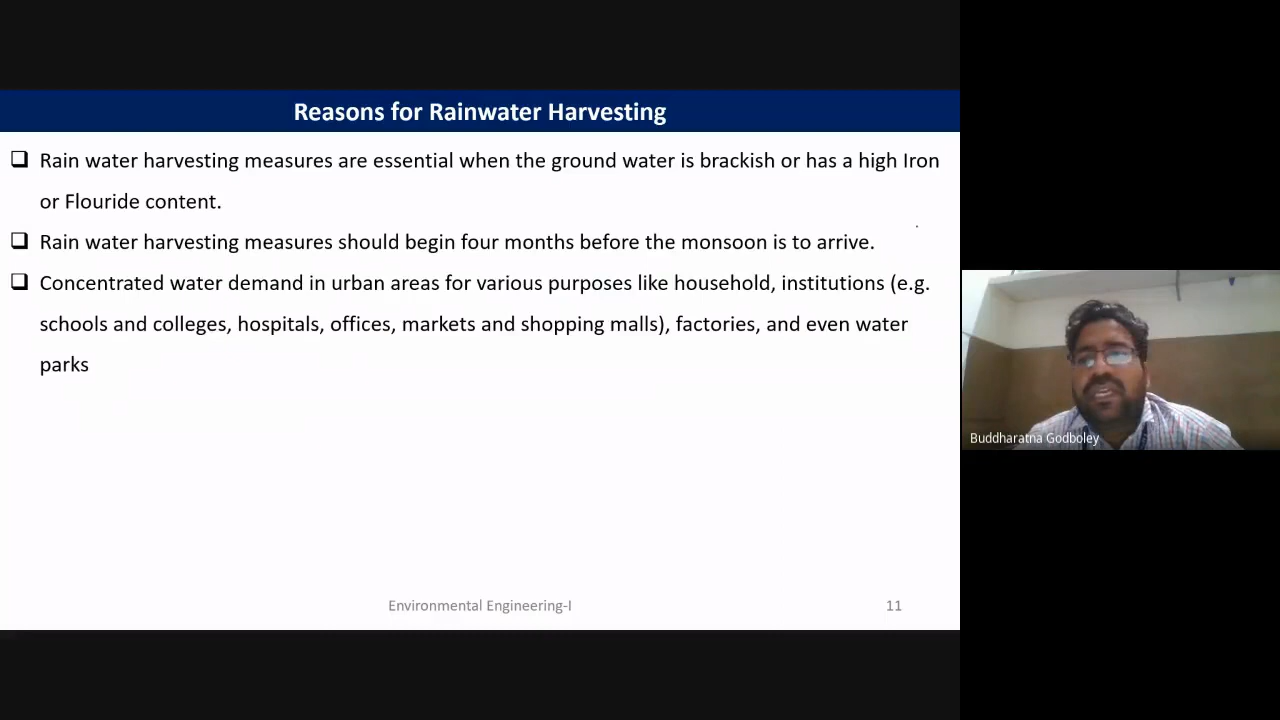 Reasons for Rainwater Harvesting
Rain water harvesting measures are essential when the ground water is brackish or has a high Iron
or Flouride content.
Rain water harvesting measures should begin four months before the monsoon is to arrive.
Concentrated water demand in urban areas for various purposes like household, institutions (e.g.
schools and colleges, hospitals, offices, markets and shopping malls), factories, and even water
parks
Buddharatna Godboley
Environmental Engineering-I
11